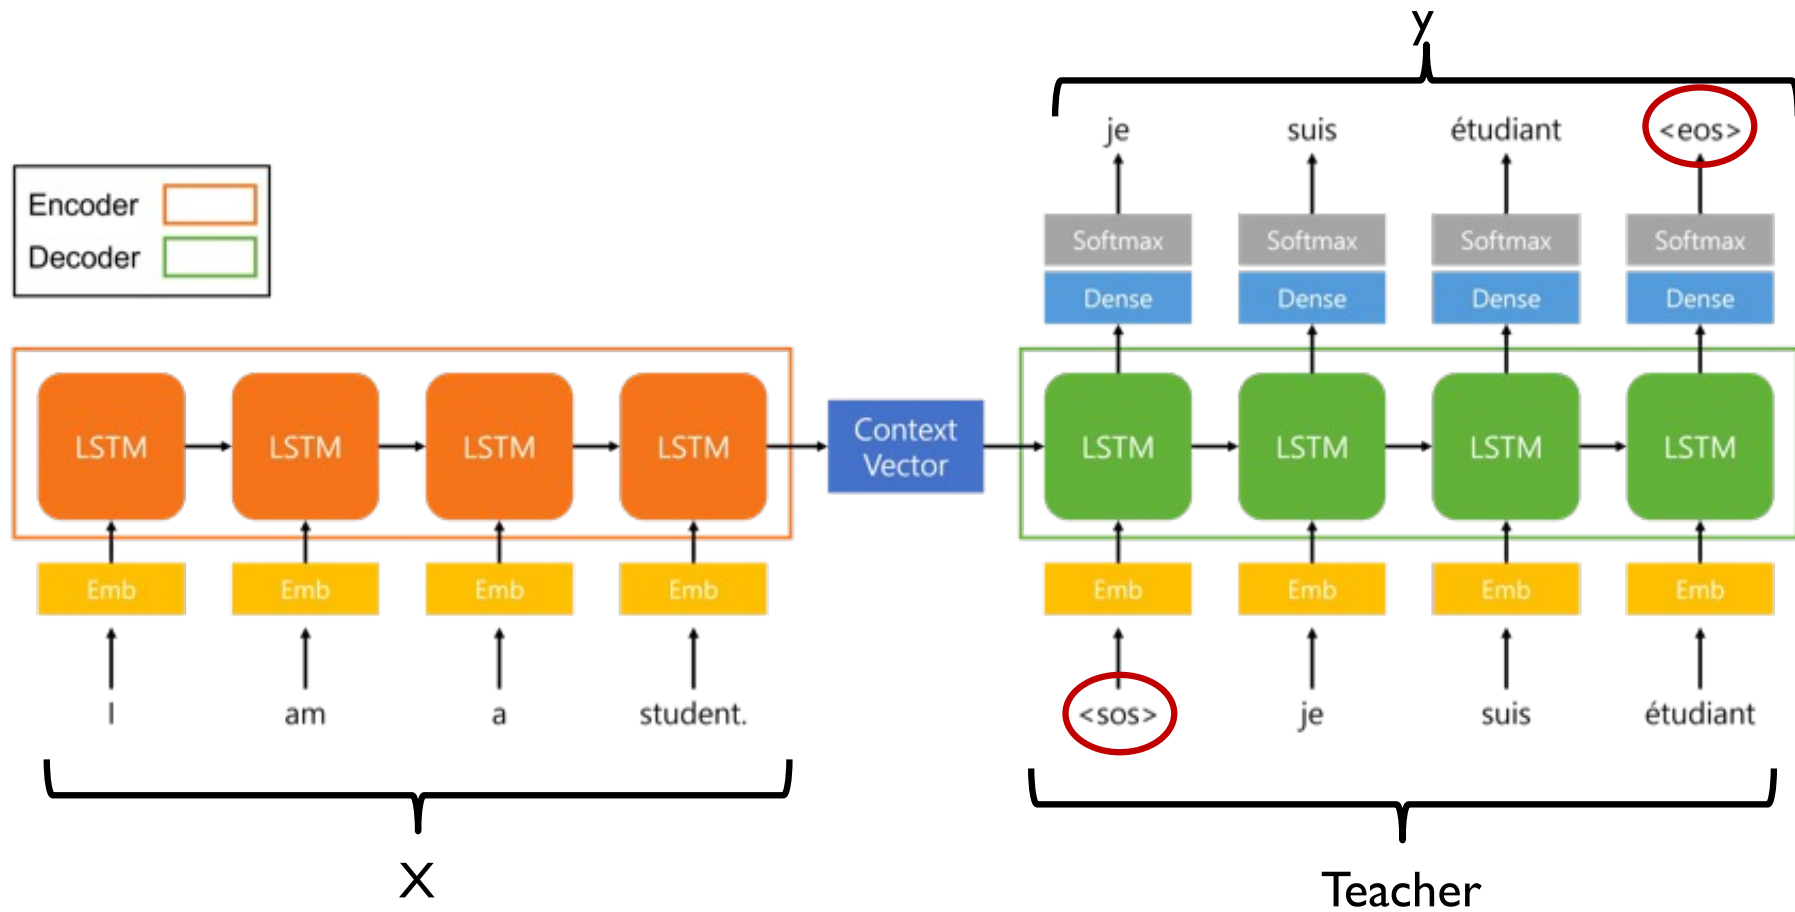 y
je suis étudiant <eos>
Encoder
Decoder
Softmax Softmax Softmax Softmax
Dense Dense Dense Dense
LSTM LSTM LSTM LSTM
Context
Vector
LSTM LSTM LSTM LSTM
Emb Emb Emb Emb
Emb Emb Emb Emb
I am a student.
<sos> je suis étudiant
X
Teacher